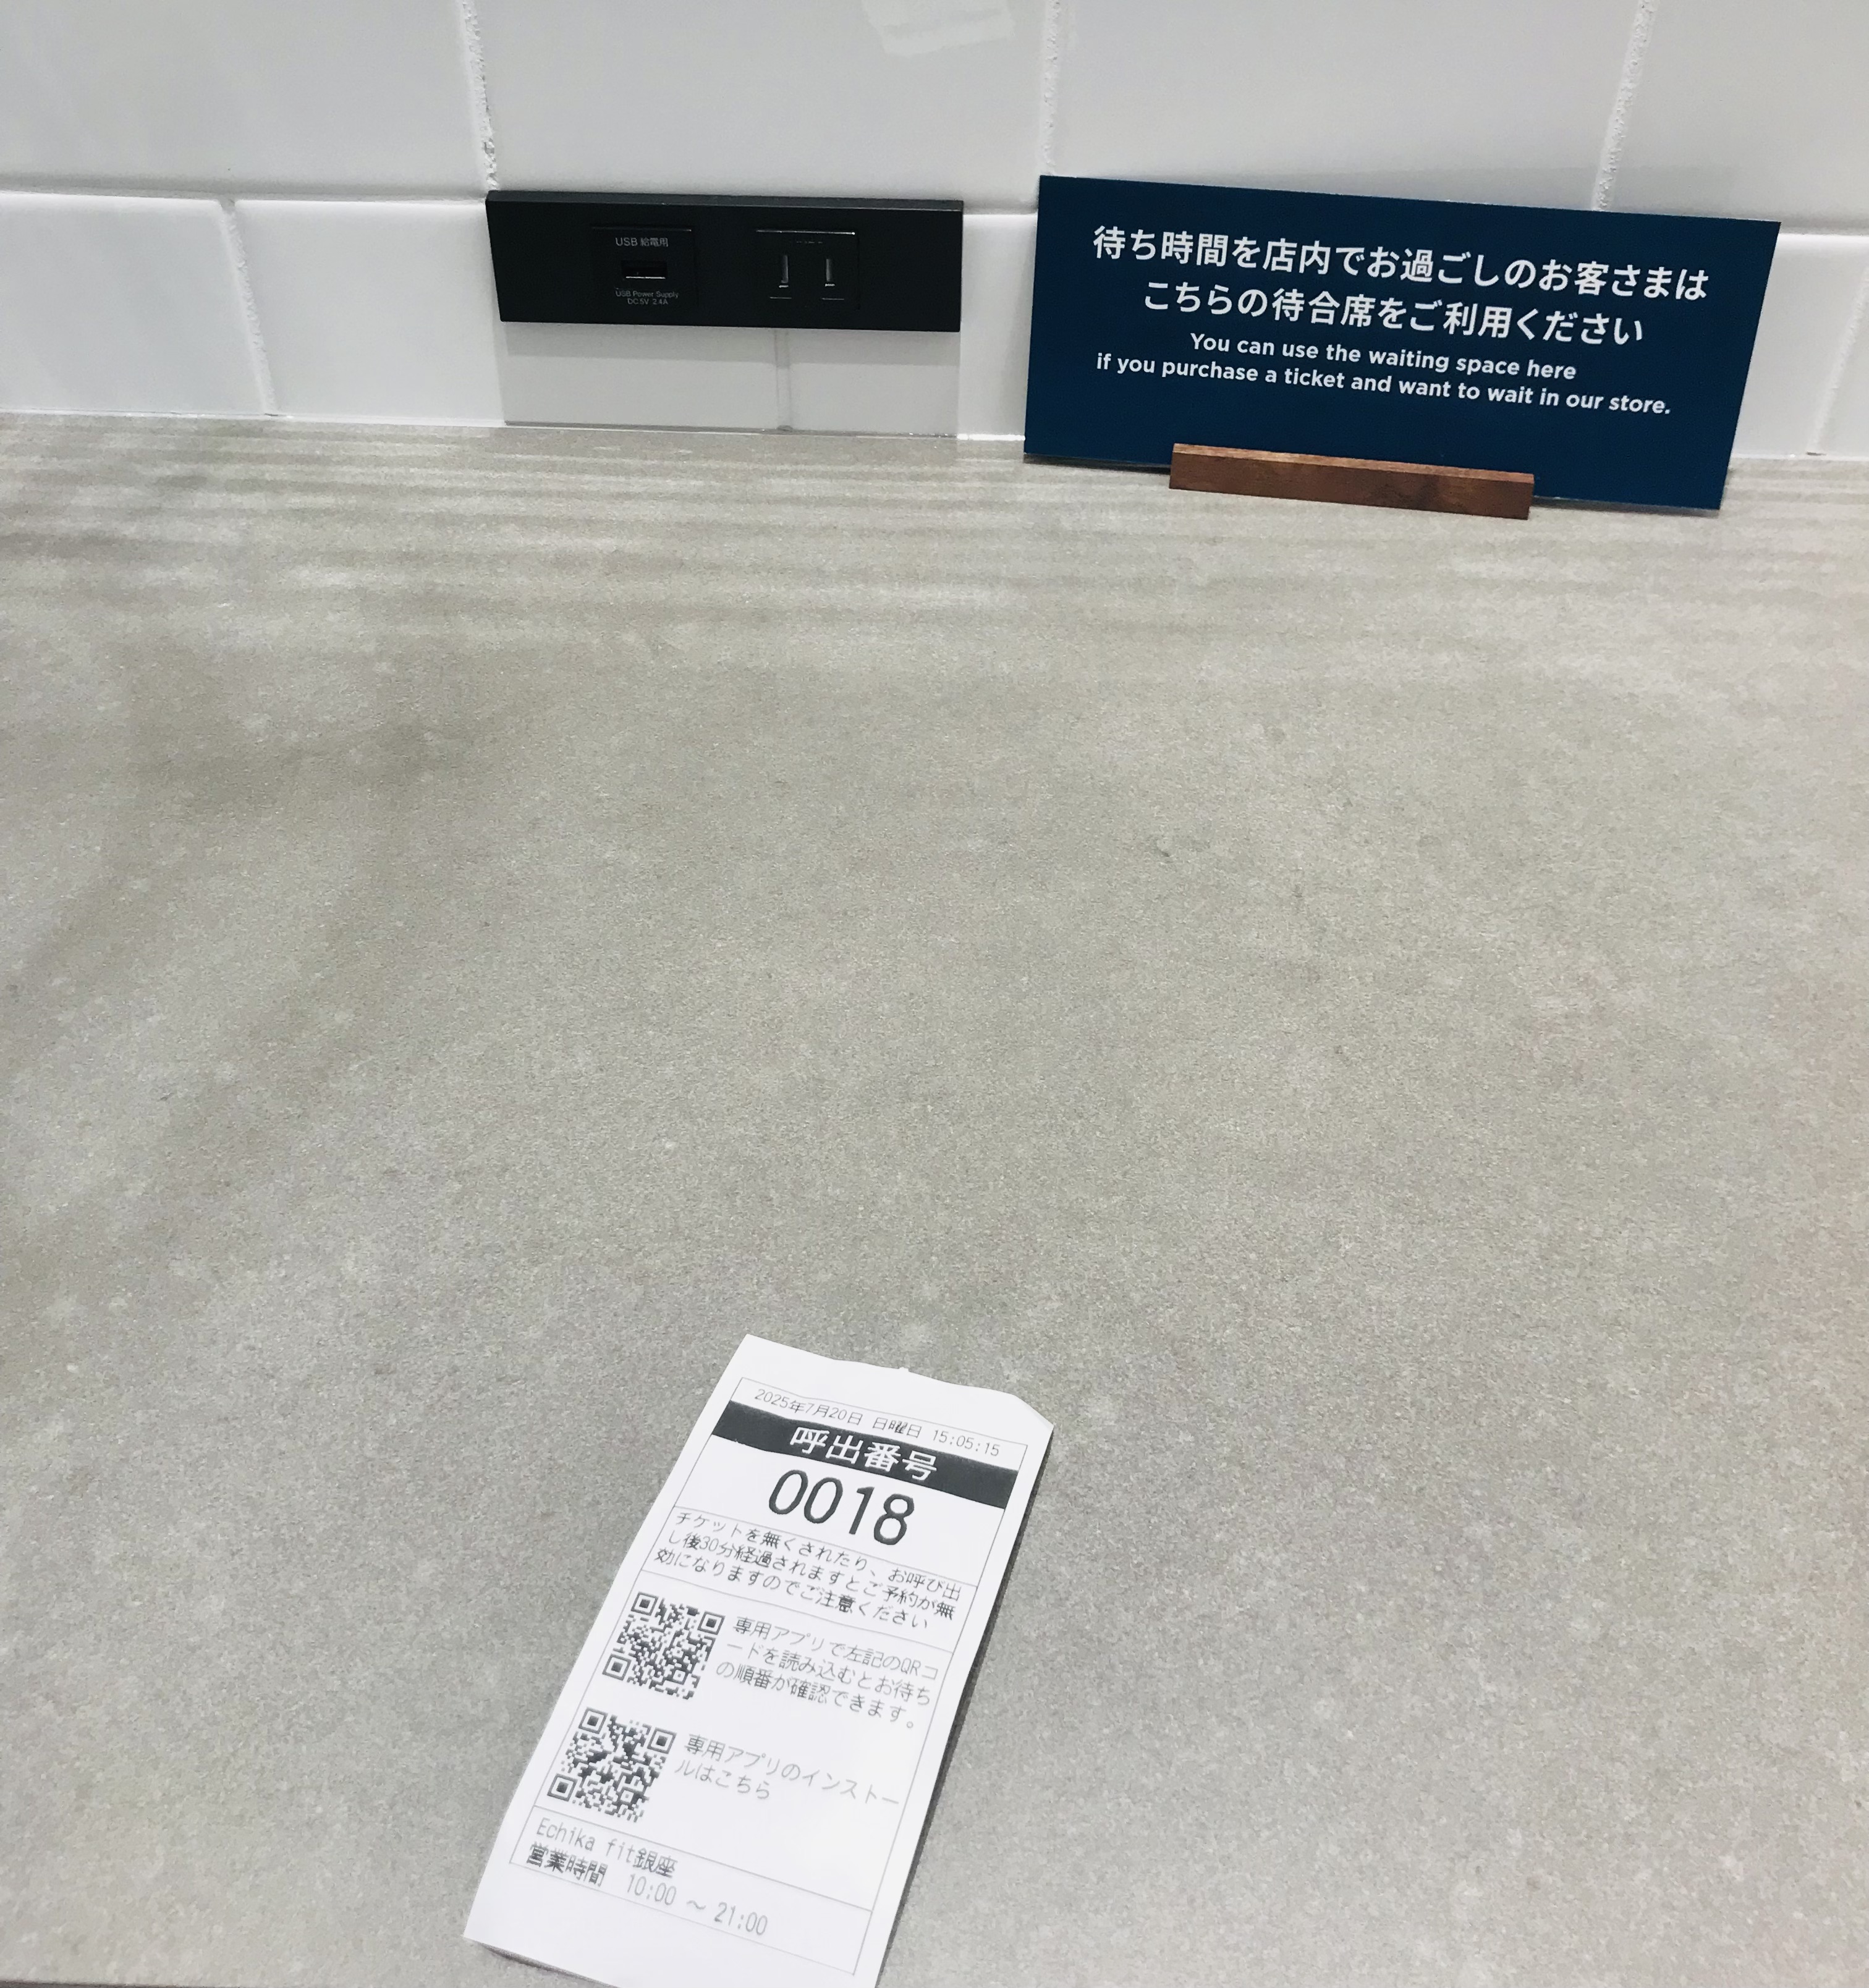 USB 給電用
USB Power Supply
DC 5V 2.4A
待ち時間を店内でお過ごしのお客さまは
こちらの待合席をご利用ください
You can use the waiting space here
if you purchase a ticket and want to wait in our store.
2025年7月20日 日曜日 15:05:15
呼出番号
0018
チケットを無くされたり、お呼び出
し後30分経過されますとご予約が無
効になりますのでご注意ください
専用アプリで左記のQRコ
ードを読み込むとお待ち
の順番が確認できます。
専用アプリのインストー
ルはこちら
Echika fit銀座
営業時間 10:00 ～ 21:00